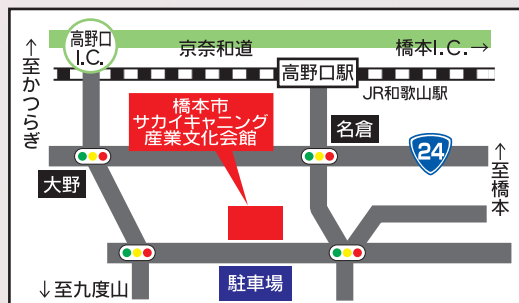 ↑至かつらぎ
高野口
I.C.
京奈和道
橋本I.C.→
高野口駅
JR和歌山駅
橋本市
サカイキャニング
産業文化会館
名倉
24
大野
↑至橋本
駐車場
↓至九度山